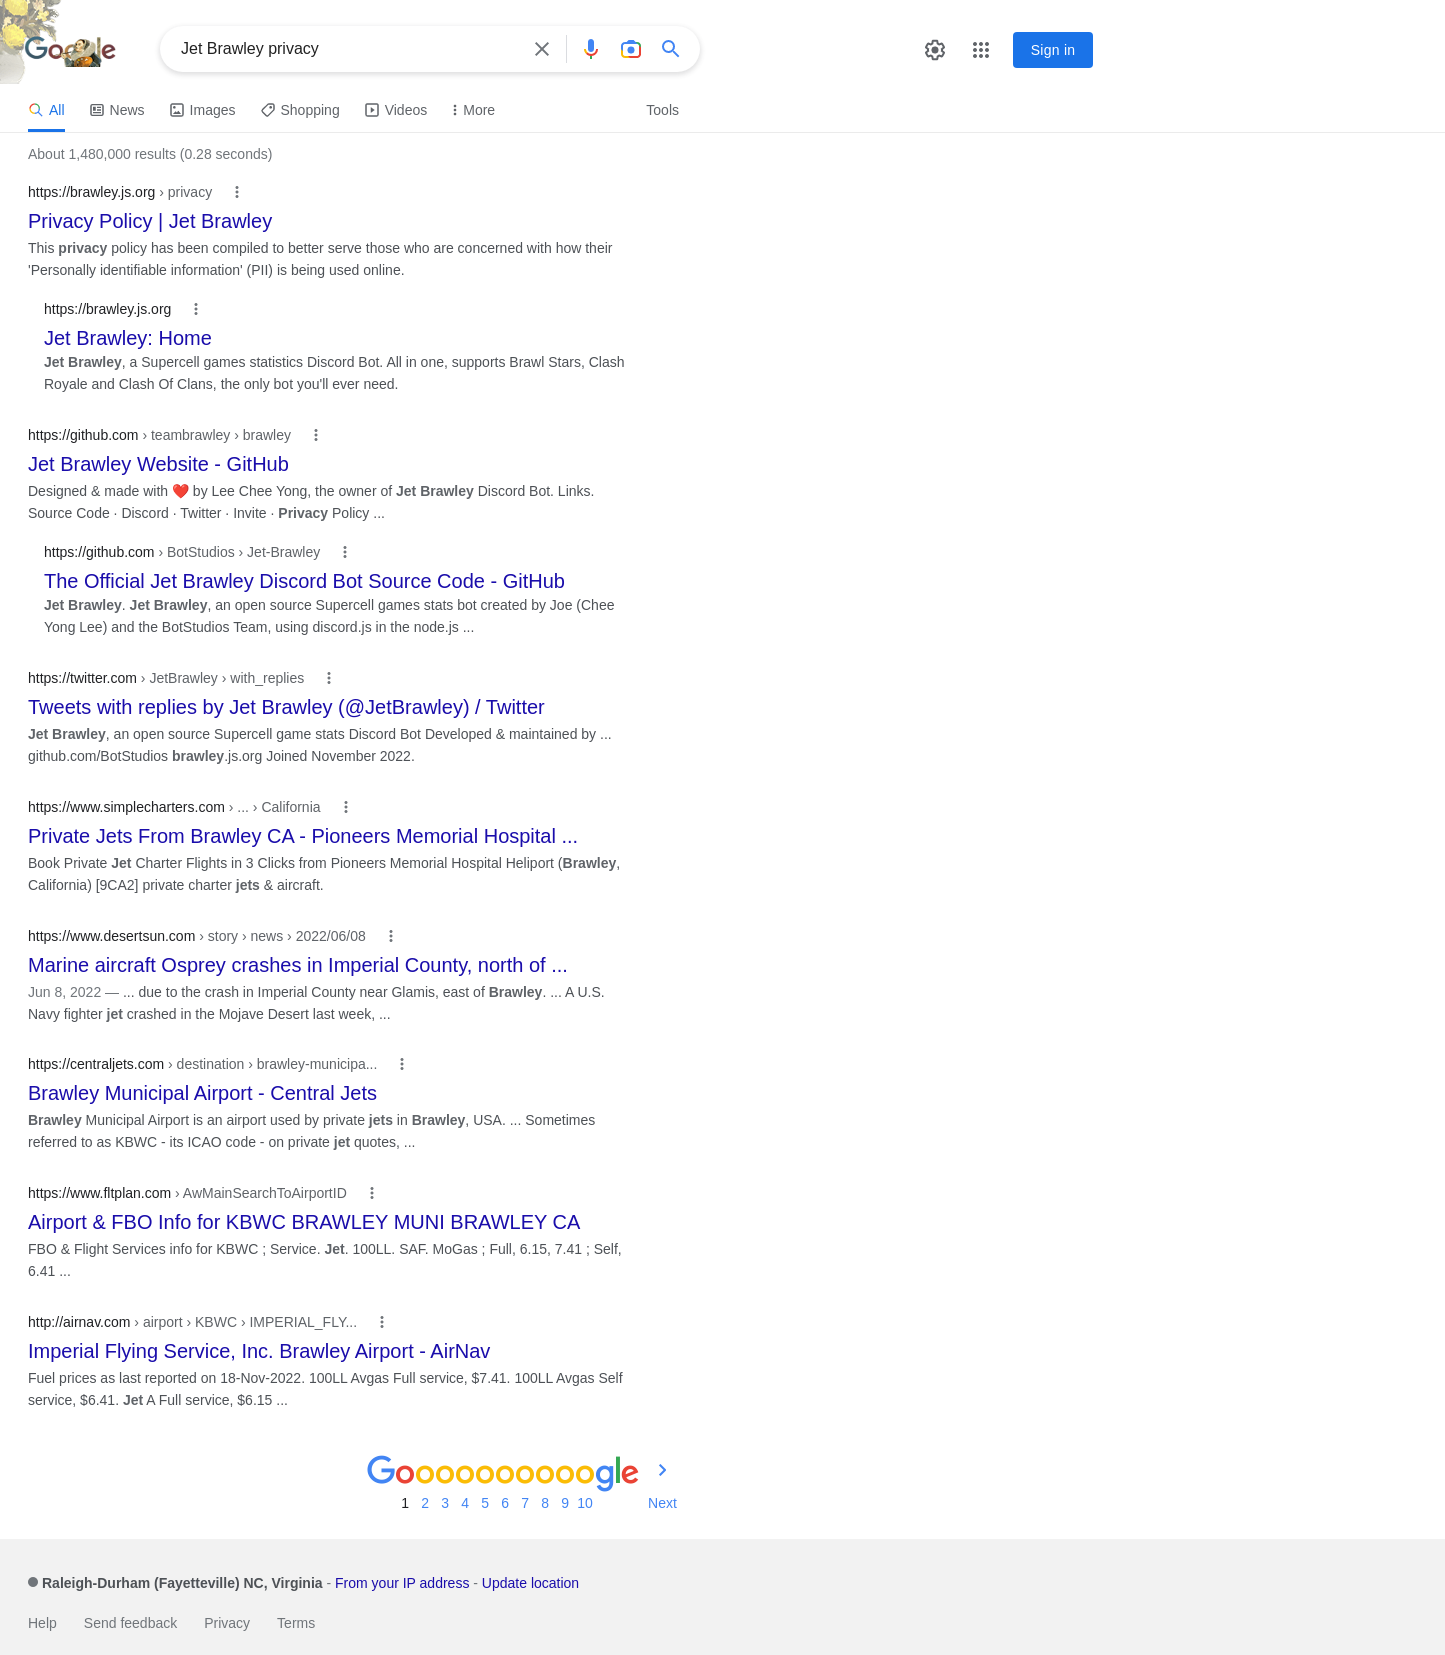 Google
Jet Brawley privacy
Sign in
All News Images Shopping Videos More Tools
About 1,480,000 results (0.28 seconds)
https://brawley.js.org › privacy
Privacy Policy | Jet Brawley
This privacy policy has been compiled to better serve those who are concerned with how their
'Personally identifiable information' (PII) is being used online.
https://brawley.js.org
Jet Brawley: Home
Jet Brawley, a Supercell games statistics Discord Bot. All in one, supports Brawl Stars, Clash
Royale and Clash Of Clans, the only bot you'll ever need.
https://github.com › teambrawley › brawley
Jet Brawley Website - GitHub
Designed & made with ❤️ by Lee Chee Yong, the owner of Jet Brawley Discord Bot. Links.
Source Code · Discord · Twitter · Invite · Privacy Policy ...
https://github.com › BotStudios › Jet-Brawley
The Official Jet Brawley Discord Bot Source Code - GitHub
Jet Brawley. Jet Brawley, an open source Supercell games stats bot created by Joe (Chee
Yong Lee) and the BotStudios Team, using discord.js in the node.js ...
https://twitter.com › JetBrawley › with_replies
Tweets with replies by Jet Brawley (@JetBrawley) / Twitter
Jet Brawley, an open source Supercell game stats Discord Bot Developed & maintained by ...
github.com/BotStudios brawley.js.org Joined November 2022.
https://www.simplecharters.com › ... › California
Private Jets From Brawley CA - Pioneers Memorial Hospital ...
Book Private Jet Charter Flights in 3 Clicks from Pioneers Memorial Hospital Heliport (Brawley,
California) [9CA2] private charter jets & aircraft.
https://www.desertsun.com › story › news › 2022/06/08
Marine aircraft Osprey crashes in Imperial County, north of ...
Jun 8, 2022 — ... due to the crash in Imperial County near Glamis, east of Brawley. ... A U.S.
Navy fighter jet crashed in the Mojave Desert last week, ...
https://centraljets.com › destination › brawley-municipa...
Brawley Municipal Airport - Central Jets
Brawley Municipal Airport is an airport used by private jets in Brawley, USA. ... Sometimes
referred to as KBWC - its ICAO code - on private jet quotes, ...
https://www.fltplan.com › AwMainSearchToAirportID
Airport & FBO Info for KBWC BRAWLEY MUNI BRAWLEY CA
FBO & Flight Services info for KBWC ; Service. Jet. 100LL. SAF. MoGas ; Full, 6.15, 7.41 ; Self,
6.41 ...
http://airnav.com › airport › KBWC › IMPERIAL_FLY...
Imperial Flying Service, Inc. Brawley Airport - AirNav
Fuel prices as last reported on 18-Nov-2022. 100LL Avgas Full service, $7.41. 100LL Avgas Self
service, $6.41. Jet A Full service, $6.15 ...
Goooooooooogle
1 2 3 4 5 6 7 8 9 10 Next
Raleigh-Durham (Fayetteville) NC, Virginia - From your IP address - Update location
Help Send feedback Privacy Terms